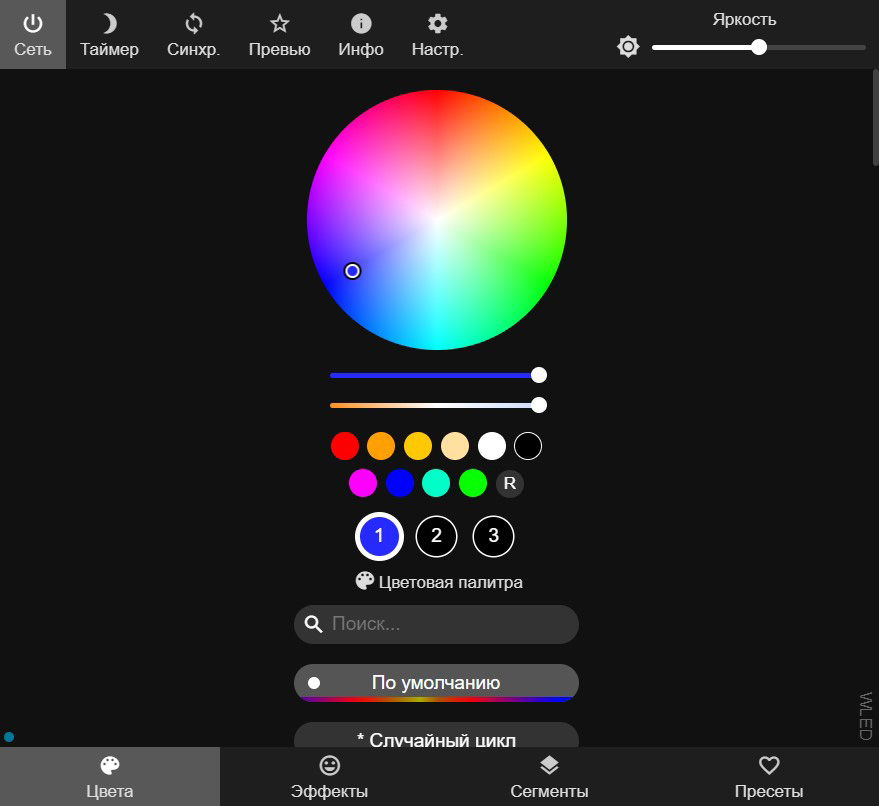 Сеть Таймер Синхр. Превью Инфо Настр.
Яркость
R
1 2 3
Цветовая палитра
Поиск...
По умолчанию
* Случайный цикл
WLED
Цвета Эффекты Сегменты Пресеты